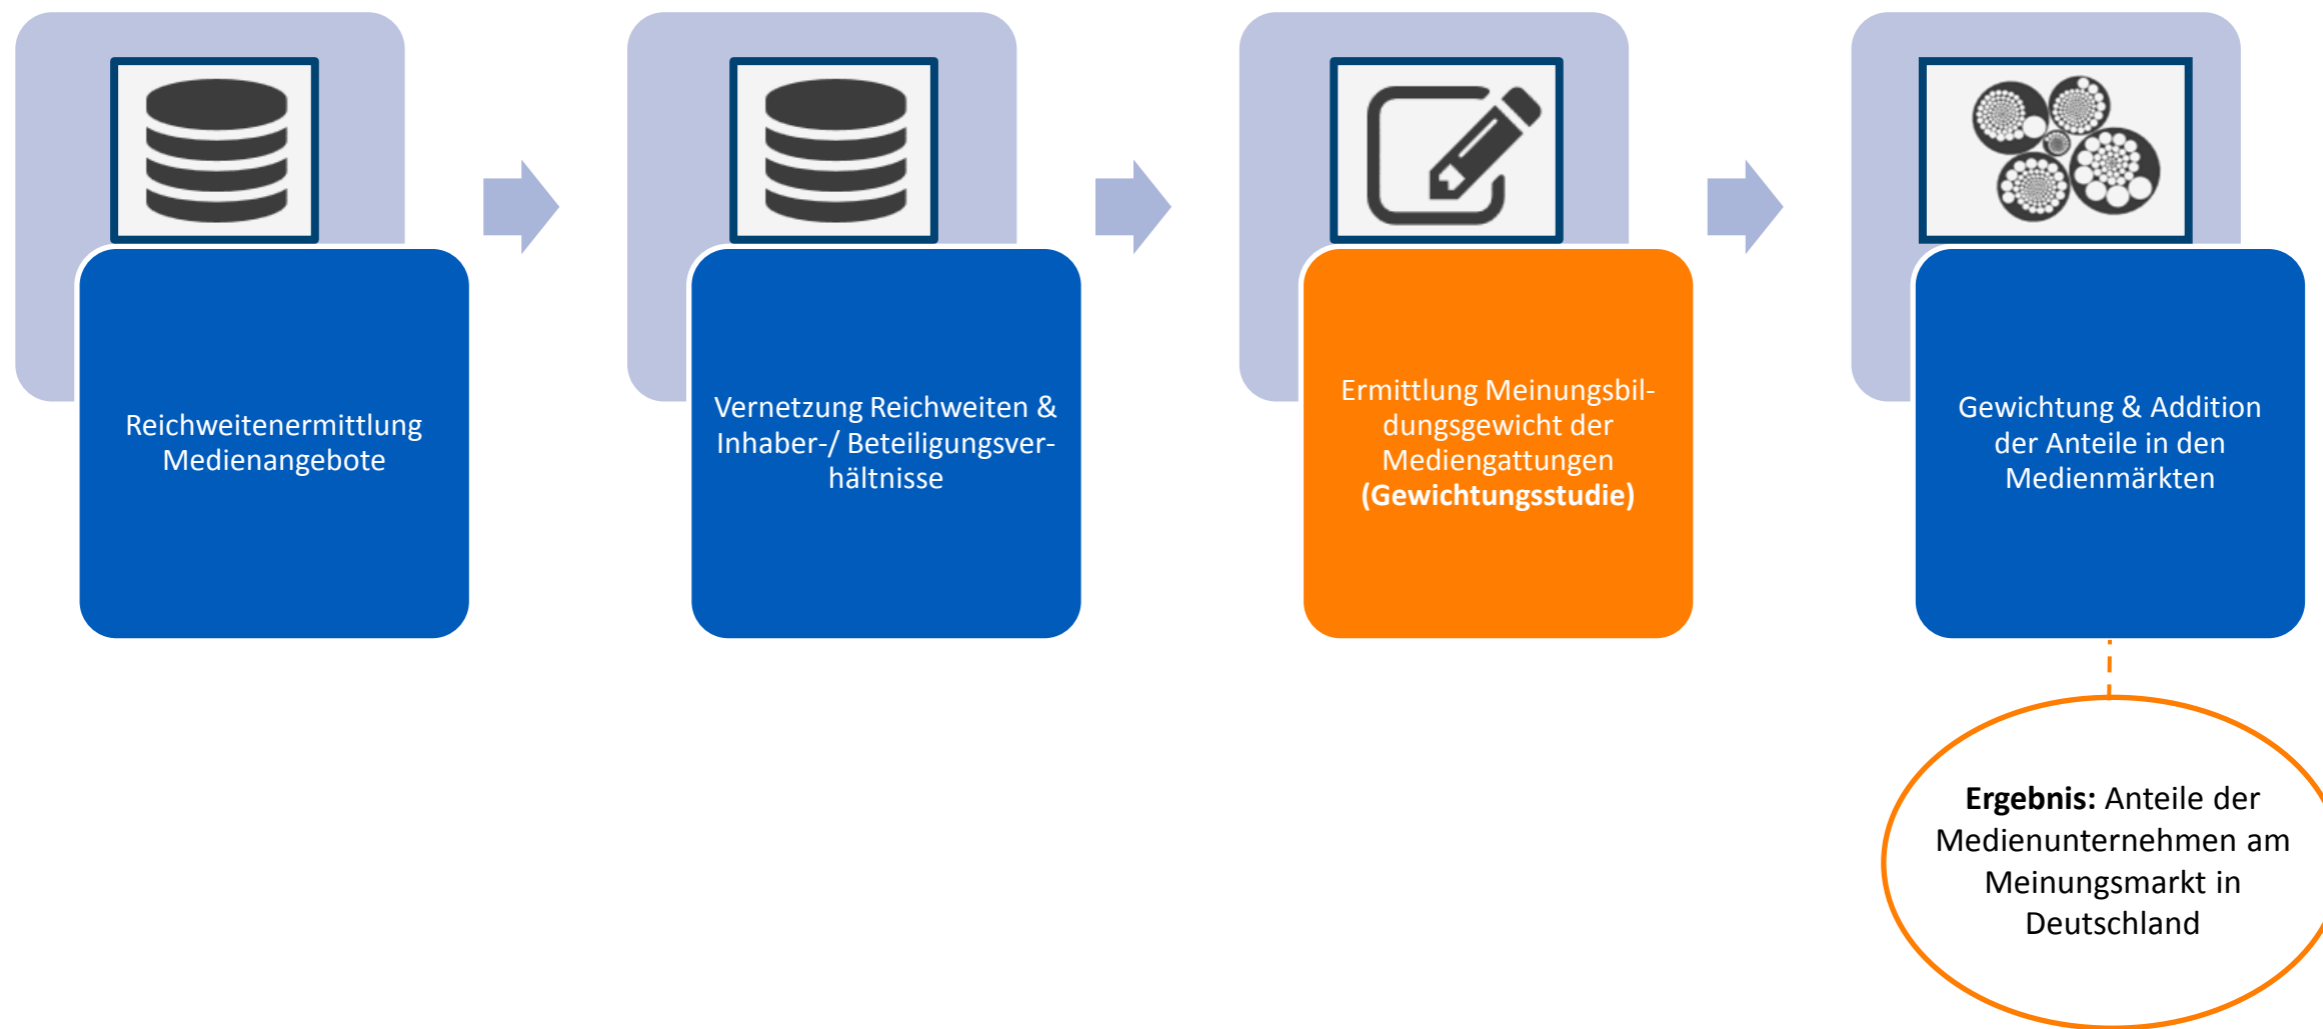 Reichweitenermittlung
Medienangebote
Vernetzung Reichweiten &
Inhaber-/ Beteiligungsver-
hältnisse
Ermittlung Meinungsbil-
dungsgewicht der
Mediengattungen
(Gewichtungsstudie)
Gewichtung & Addition
der Anteile in den
Medienmärkten
Ergebnis: Anteile der
Medienunternehmen am
Meinungsmarkt in
Deutschland